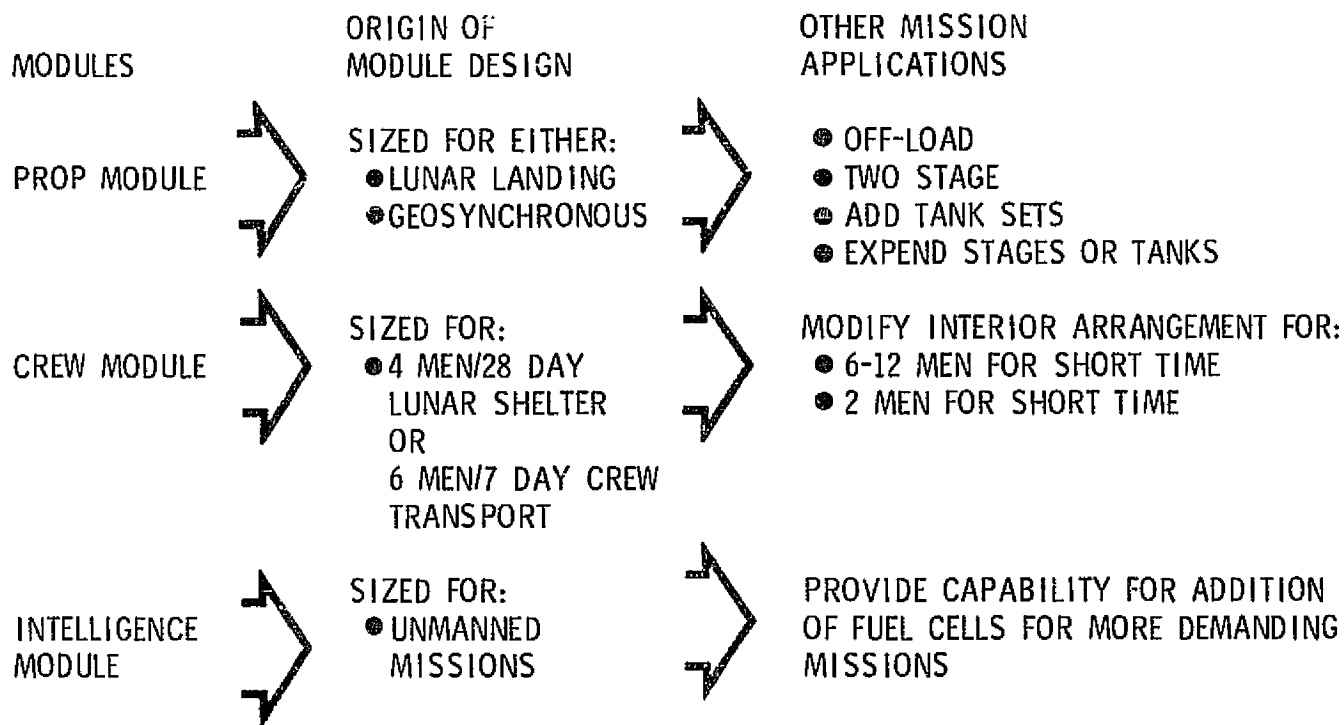 MODULES
ORIGIN OF
MODULE DESIGN
OTHER MISSION
APPLICATIONS
PROP MODULE
SIZED FOR EITHER:
● LUNAR LANDING
● GEOSYNCHRONOUS
● OFF-LOAD
● TWO STAGE
● ADD TANK SETS
● EXPEND STAGES OR TANKS
CREW MODULE
SIZED FOR:
● 4 MEN/28 DAY
LUNAR SHELTER
OR
6 MEN/7 DAY CREW
TRANSPORT
MODIFY INTERIOR ARRANGEMENT FOR:
● 6-12 MEN FOR SHORT TIME
● 2 MEN FOR SHORT TIME
INTELLIGENCE
MODULE
SIZED FOR:
● UNMANNED
MISSIONS
PROVIDE CAPABILITY FOR ADDITION
OF FUEL CELLS FOR MORE DEMANDING
MISSIONS